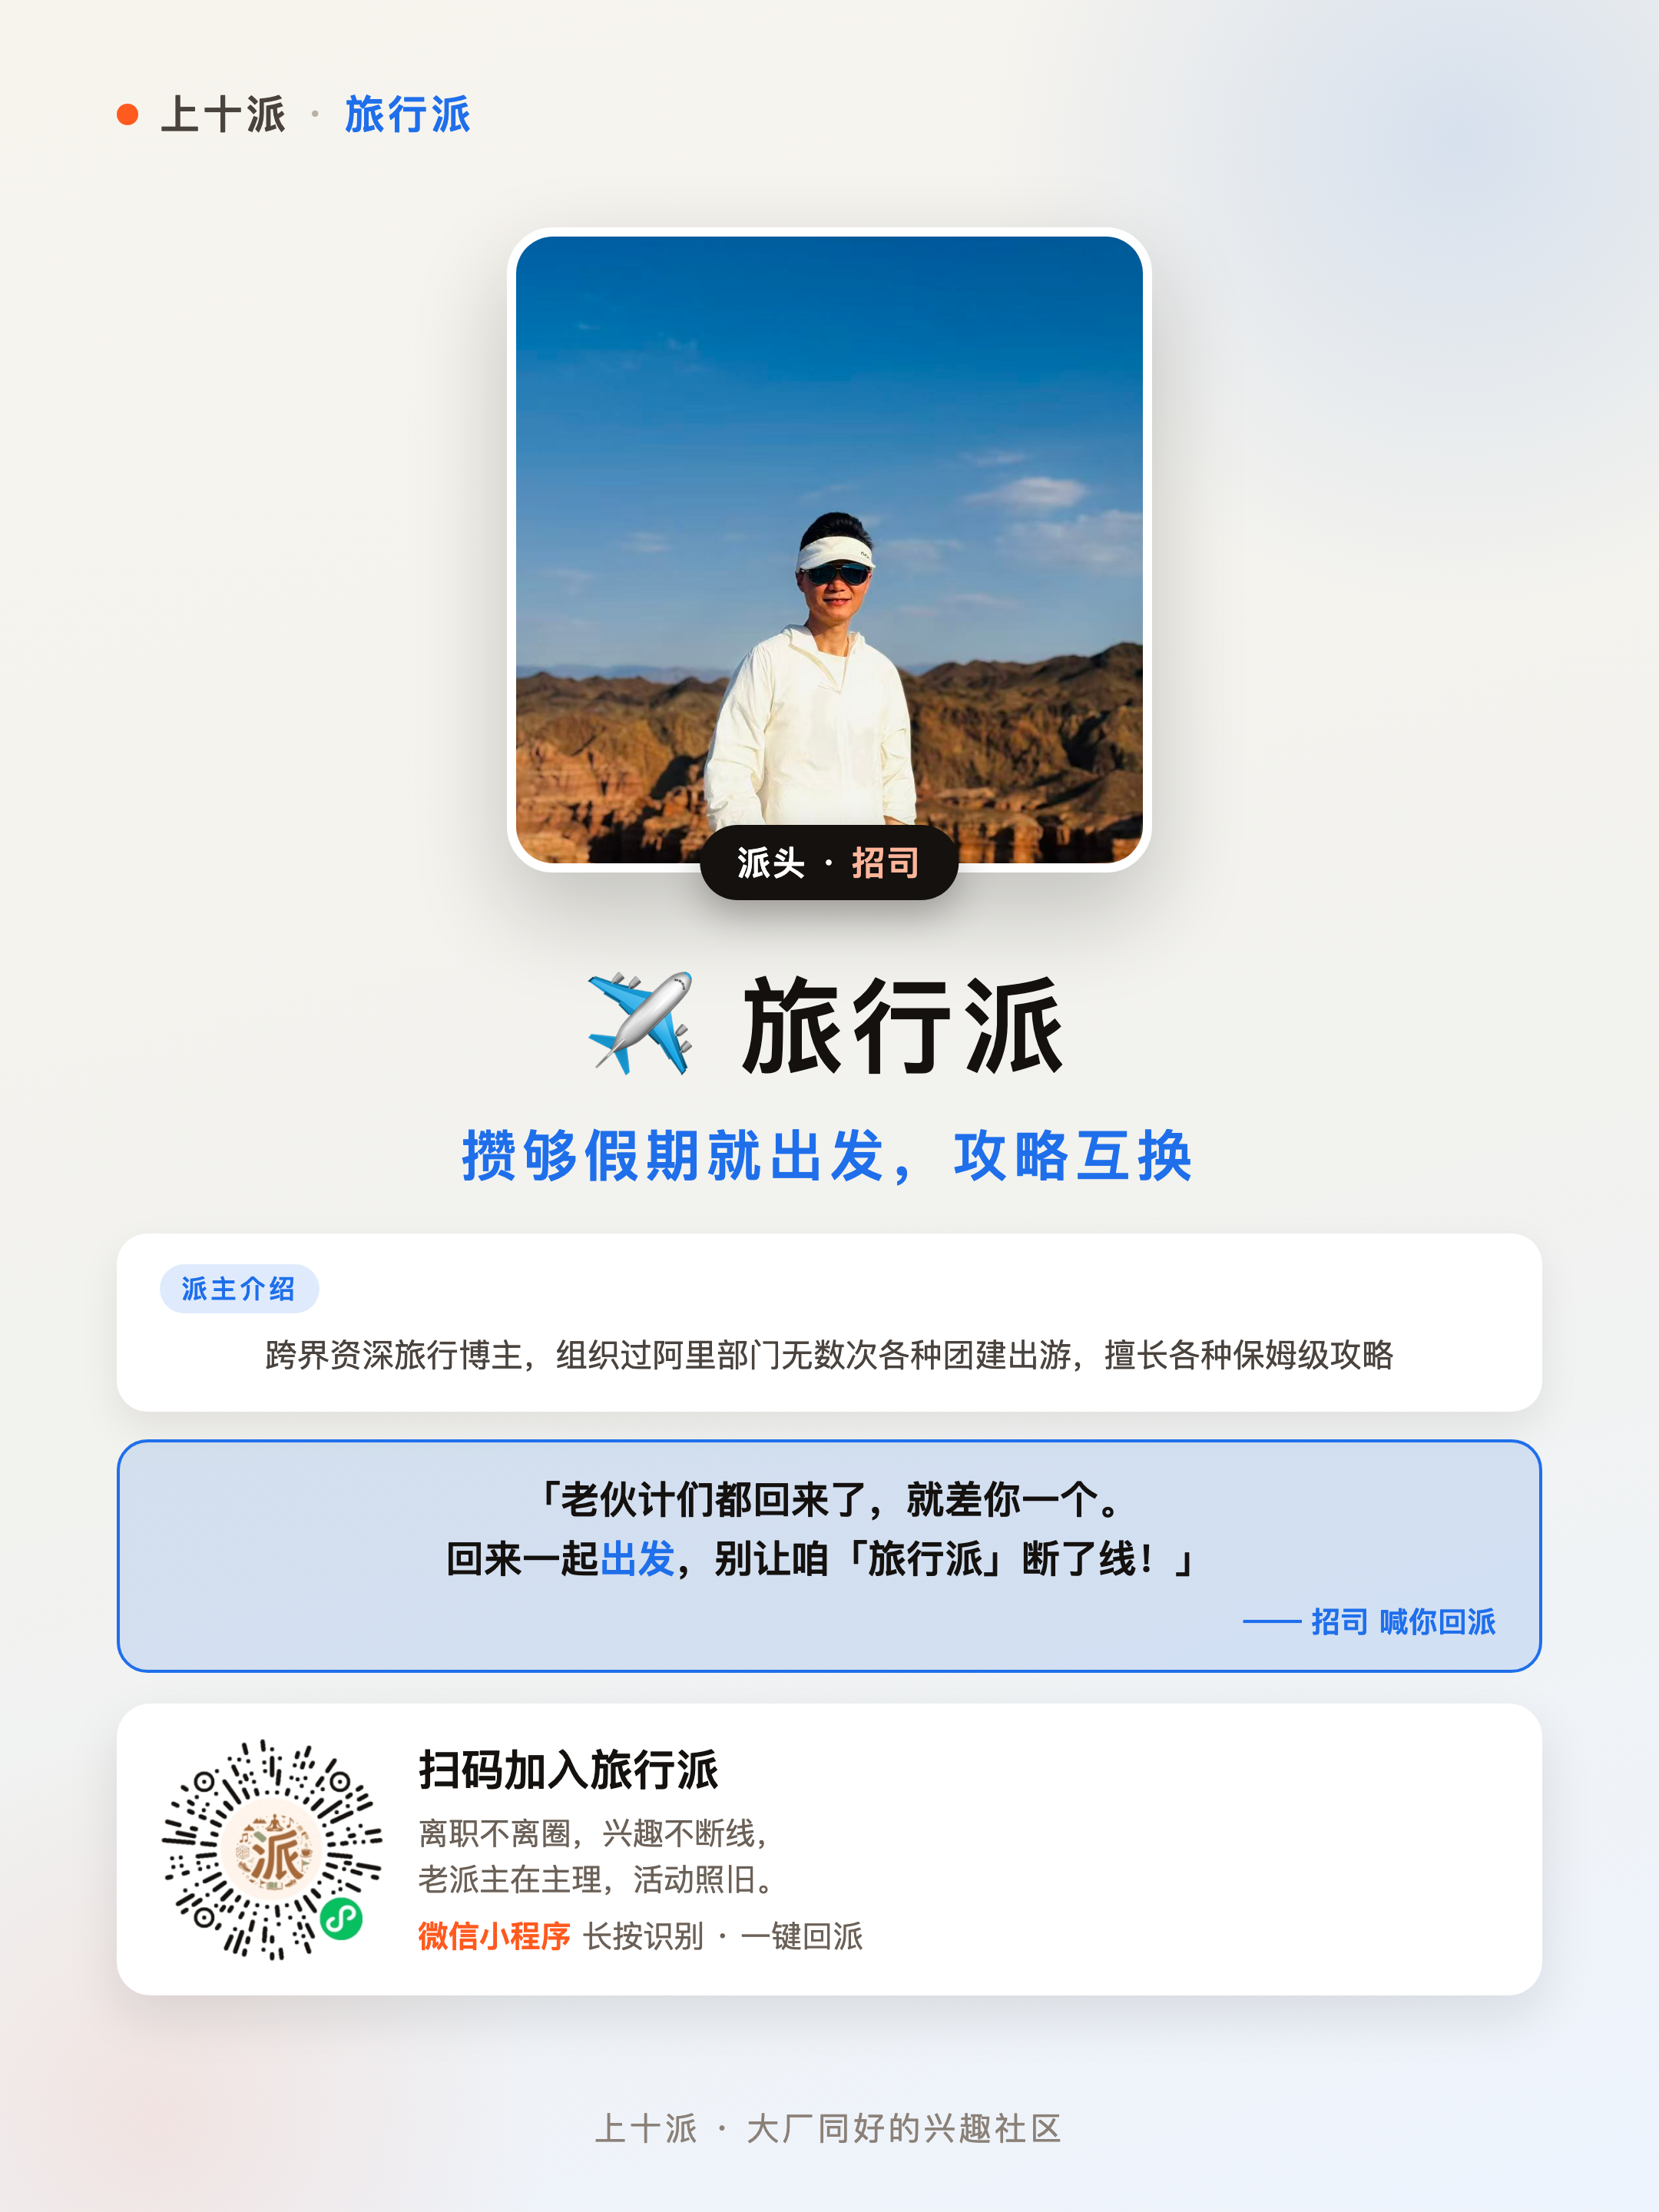 上十派 · 旅行派
派头 · 招司
旅行派
攒够假期就出发，攻略互换
派主介绍
跨界资深旅行博主，组织过阿里部门无数次各种团建出游，擅长各种保姆级攻略
「老伙计们都回来了，就差你一个。
回来一起出发，别让咱「旅行派」断了线！」
—— 招司 喊你回派
派
扫码加入旅行派
离职不离圈，兴趣不断线，
老派主在主理，活动照旧。
微信小程序 长按识别 · 一键回派
上十派 · 大厂同好的兴趣社区